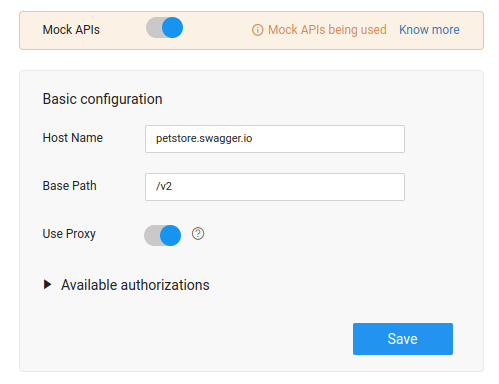 Mock APIs
Mock APIs being used Know more
Basic configuration
Host Name petstore.swagger.io
Base Path /v2
Use Proxy ?
Available authorizations
Save